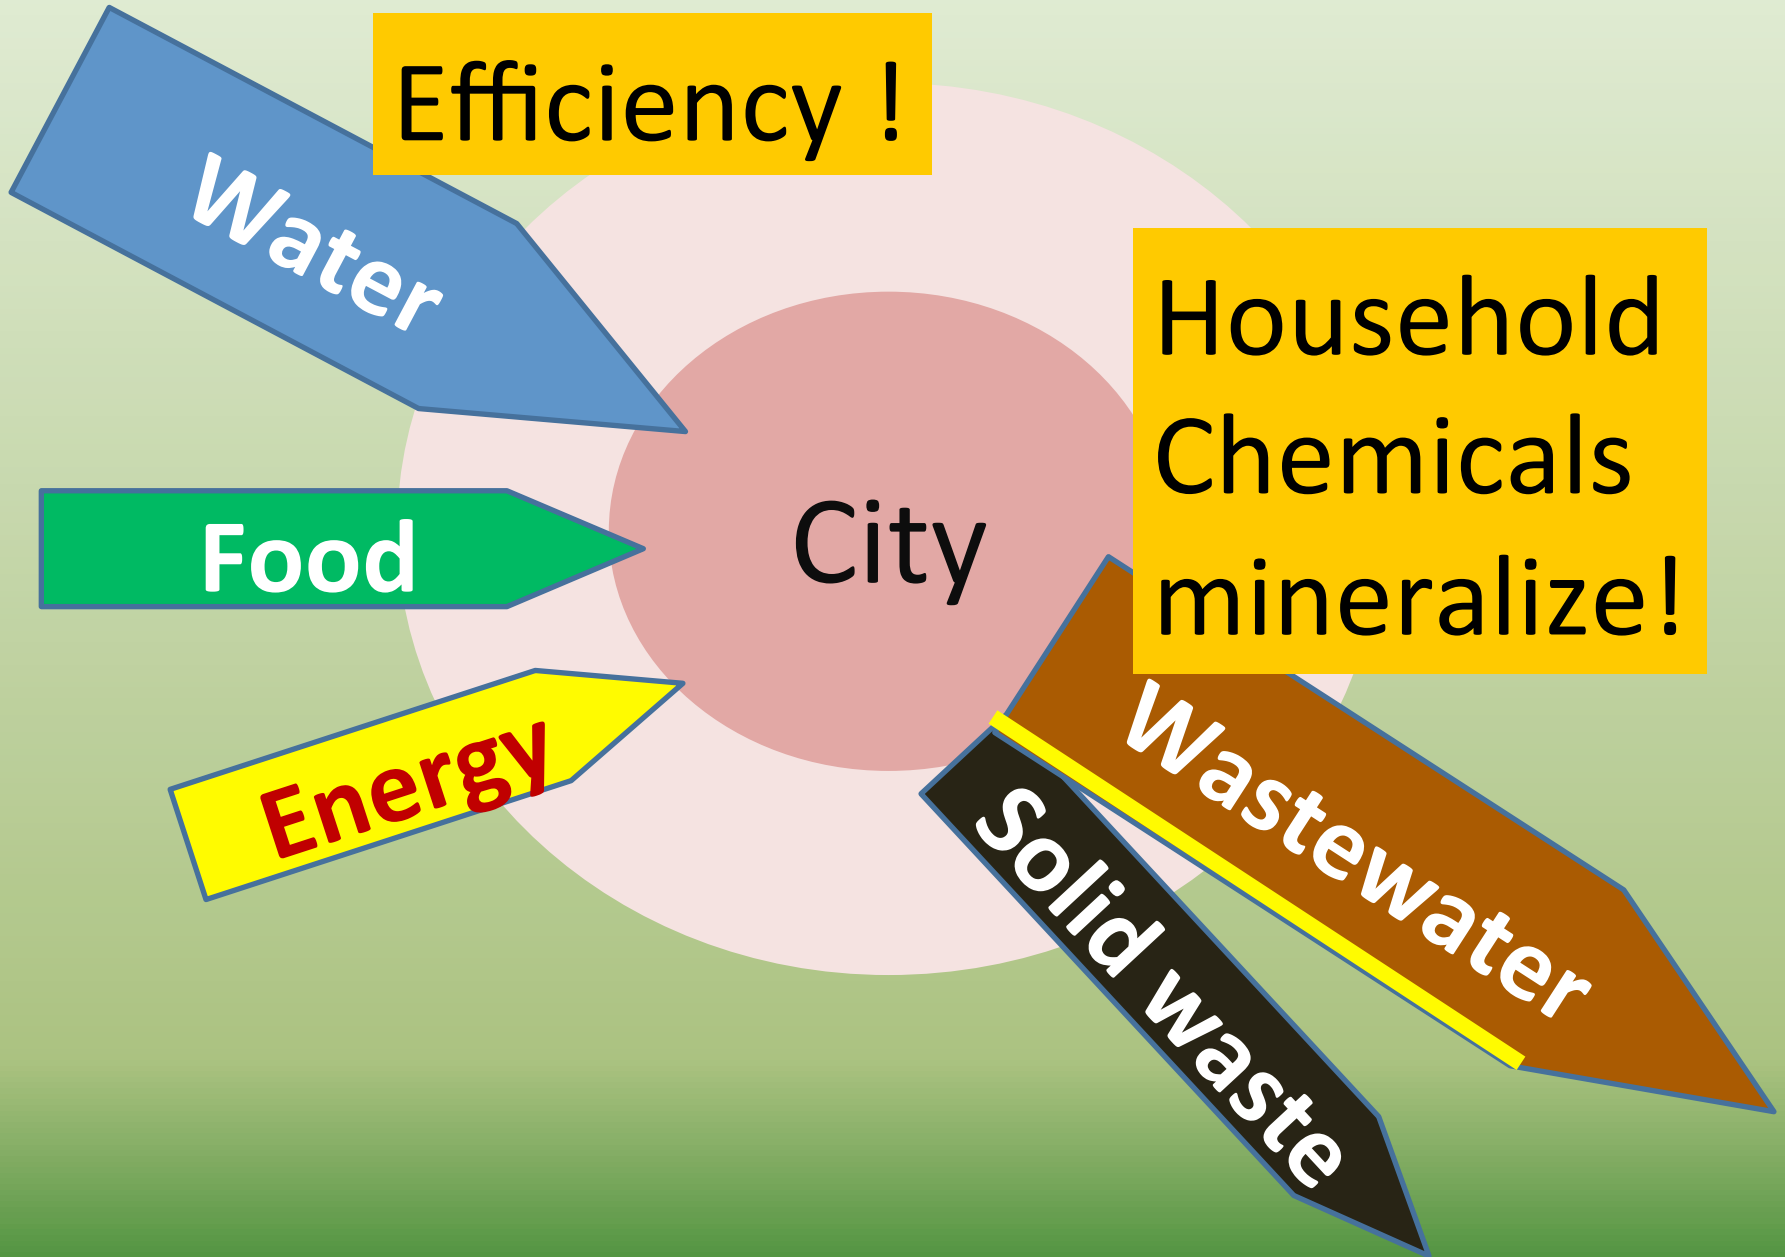 Efficiency !
Water
Household
Chemicals
mineralize!
City
Food
Energy
Wastewater
Solid waste